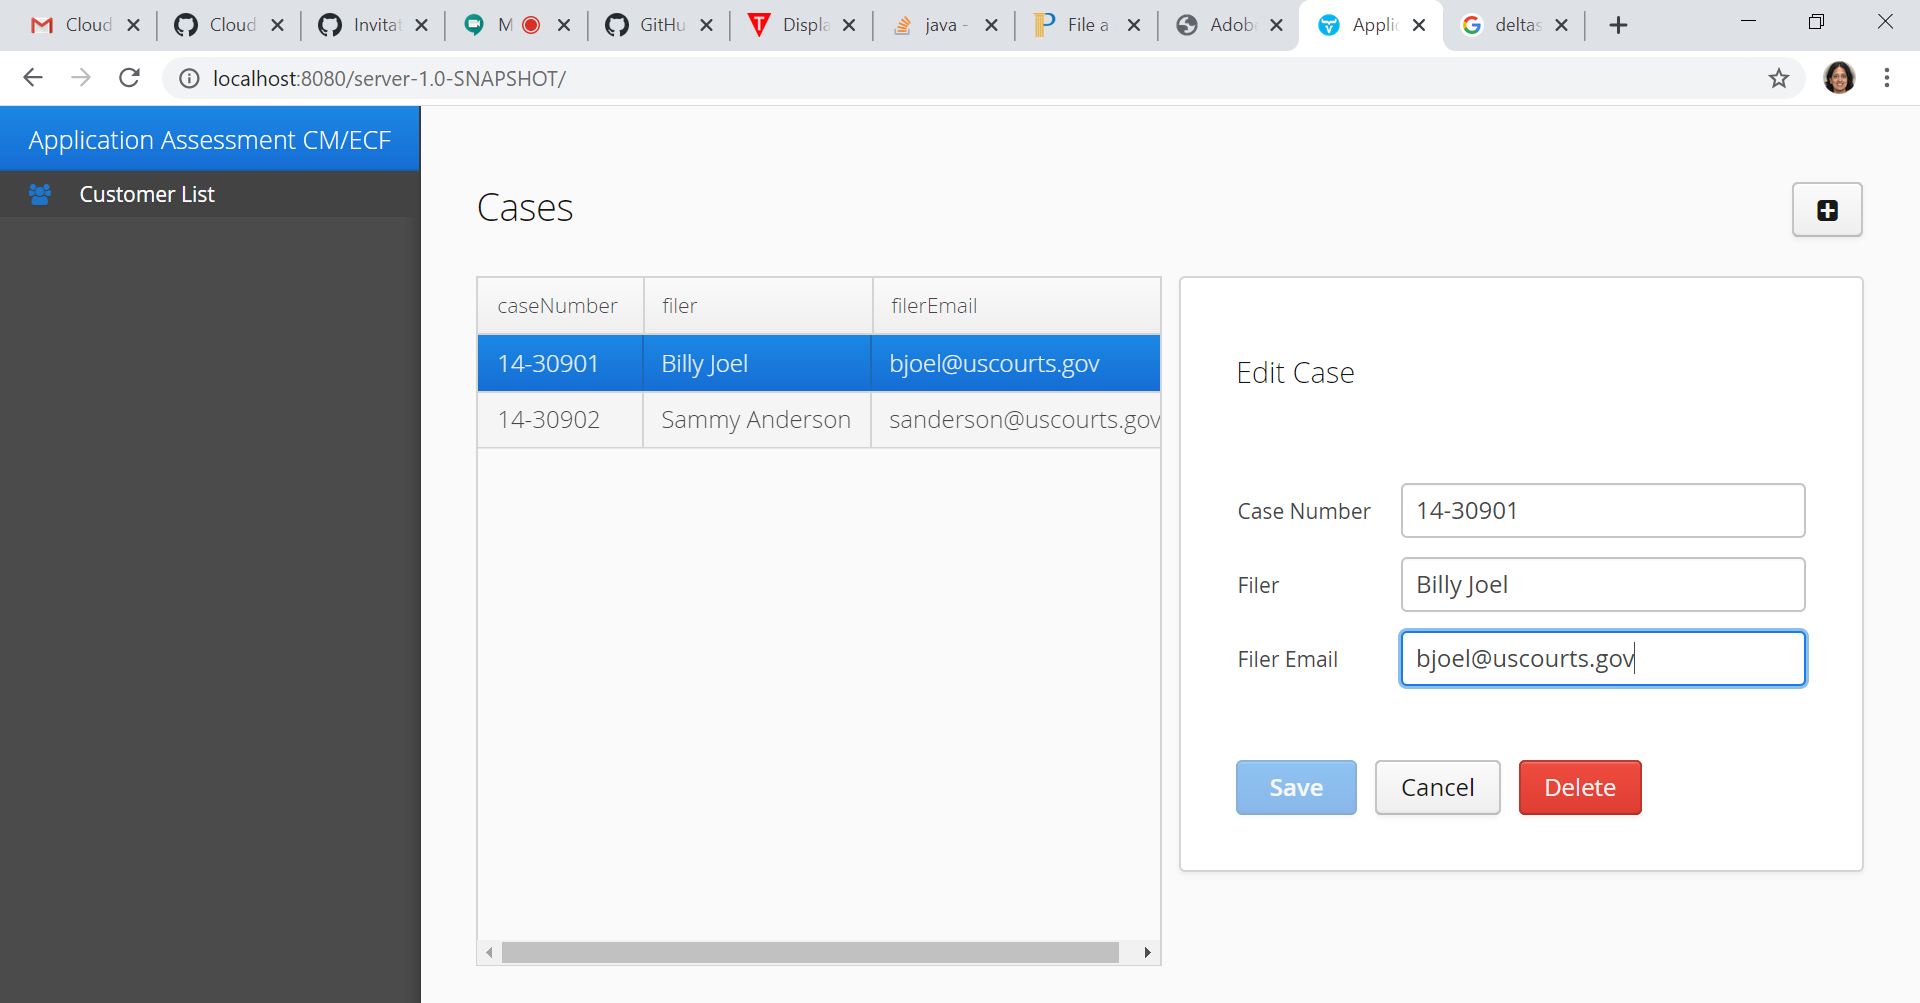 Cloud
Cloud
Invitat
M
GitHu
Displa
java -
File a
Adob
Applic
deltas
localhost:8080/server-1.0-SNAPSHOT/
Application Assessment CM/ECF
Customer List
Cases
caseNumber filer filerEmail
14-30901 Billy Joel bjoel@uscourts.gov
14-30902 Sammy Anderson sanderson@uscourts.gov
Edit Case
Case Number 14-30901
Filer Billy Joel
Filer Email bjoel@uscourts.gov
Save Cancel Delete